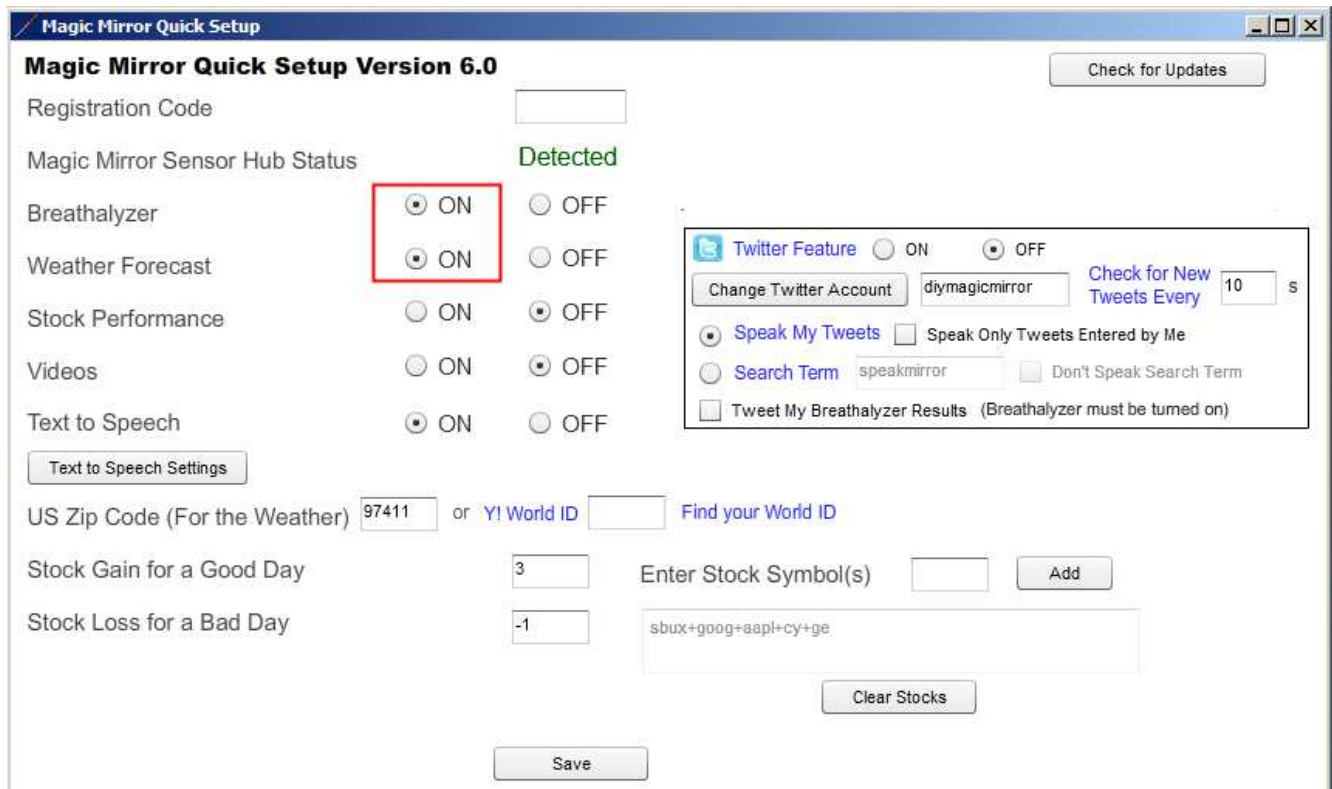 Magic Mirror Quick Setup
Magic Mirror Quick Setup Version 6.0
Check for Updates
Registration Code
Magic Mirror Sensor Hub Status Detected
Breathalyzer ON OFF
Weather Forecast ON OFF
Stock Performance ON OFF
Videos ON OFF
Text to Speech ON OFF
Text to Speech Settings
Twitter Feature ON OFF
Change Twitter Account diymagicmirror Check for New Tweets Every 10 s
Speak My Tweets Speak Only Tweets Entered by Me
Search Term speakmirror Don't Speak Search Term
Tweet My Breathalyzer Results (Breathalyzer must be turned on)
US Zip Code (For the Weather) 97411 or Y! World ID Find your World ID
Stock Gain for a Good Day 3 Enter Stock Symbol(s) Add
Stock Loss for a Bad Day -1 sbux+goog+aapl+cy+ge
Clear Stocks
Save